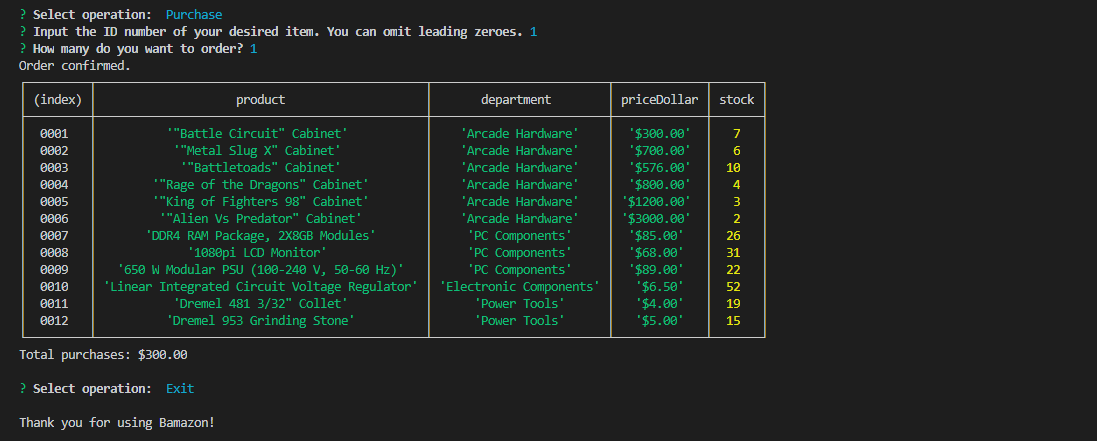 ? Select operation:  Purchase
? Input the ID number of your desired item. You can omit leading zeroes. 1
? How many do you want to order? 1
Order confirmed.
(index) product department priceDollar stock
0001 '"Battle Circuit" Cabinet' 'Arcade Hardware' '$300.00' 7
0002 '"Metal Slug X" Cabinet' 'Arcade Hardware' '$700.00' 6
0003 '"Battletoads" Cabinet' 'Arcade Hardware' '$576.00' 10
0004 '"Rage of the Dragons" Cabinet' 'Arcade Hardware' '$800.00' 4
0005 '"King of Fighters 98" Cabinet' 'Arcade Hardware' '$1200.00' 3
0006 '"Alien Vs Predator" Cabinet' 'Arcade Hardware' '$3000.00' 2
0007 'DDR4 RAM Package, 2X8GB Modules' 'PC Components' '$85.00' 26
0008 '1080pi LCD Monitor' 'PC Components' '$68.00' 31
0009 '650 W Modular PSU (100-240 V, 50-60 Hz)' 'PC Components' '$89.00' 22
0010 'Linear Integrated Circuit Voltage Regulator' 'Electronic Components' '$6.50' 52
0011 'Dremel 481 3/32" Collet' 'Power Tools' '$4.00' 19
0012 'Dremel 953 Grinding Stone' 'Power Tools' '$5.00' 15
Total purchases: $300.00
? Select operation:  Exit
Thank you for using Bamazon!